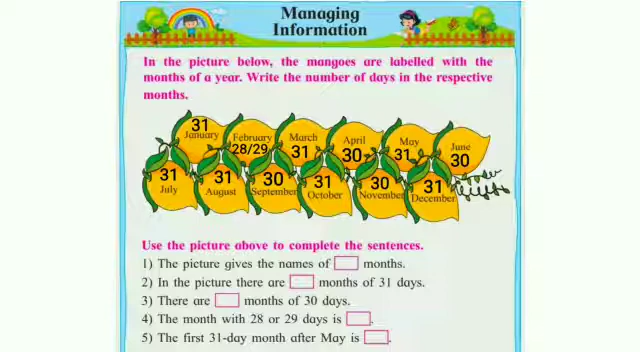 Managing
Information
In the picture below, the mangoes are labelled with the
months of a year. Write the number of days in the respective
months.
31
January
February
28/29
March
31
April
30
May
31
June
30
31
July
31
August
30
September
31
October
30
November
31
December
Use the picture above to complete the sentences.
1) The picture gives the names of months.
2) In the picture there are months of 31 days.
3) There are months of 30 days.
4) The month with 28 or 29 days is .
5) The first 31-day month after May is .